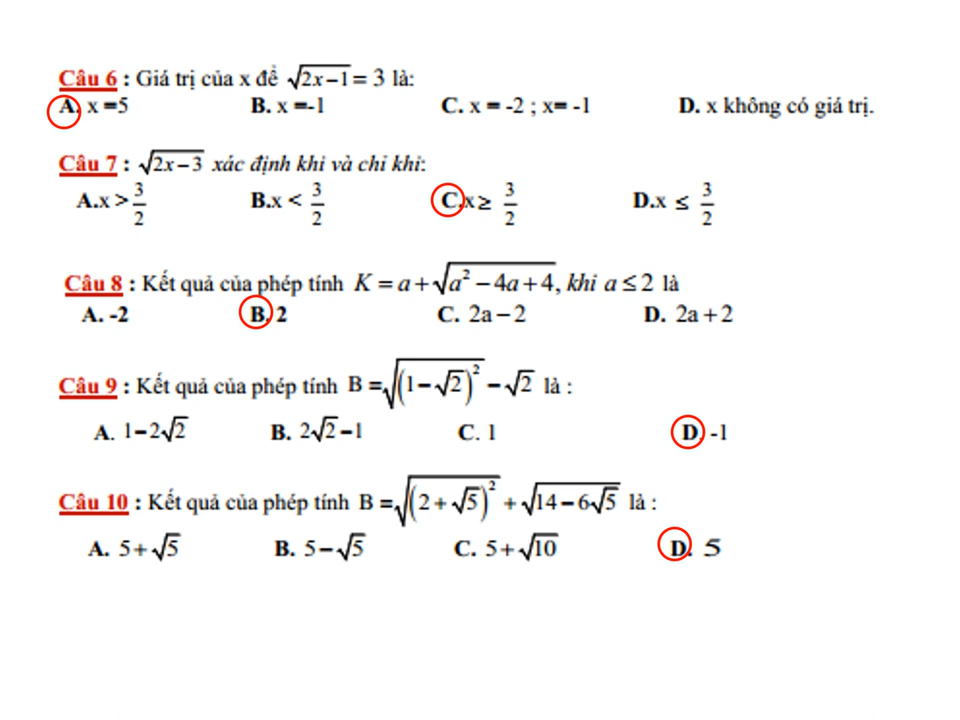 Câu 6 : Giá trị của x để √(2x−1) = 3 là:
A. x =5 B. x =-1 C. x = -2 ; x= -1 D. x không có giá trị.
Câu 7 : √(2x−3) xác định khi và chỉ khi:
A.x > 3/2 B.x < 3/2 C.x ≥ 3/2 D.x ≤ 3/2
Câu 8 : Kết quả của phép tính K = a + √(a² − 4a + 4), khi a ≤ 2 là
A. -2 B. 2 C. 2a − 2 D. 2a + 2
Câu 9 : Kết quả của phép tính B = √((1−√2)²) − √2 là :
A. 1−2√2 B. 2√2−1 C. 1 D. -1
Câu 10 : Kết quả của phép tính B = √((2+√5)²) + √(14−6√5) là :
A. 5+√5 B. 5−√5 C. 5+√10 D. 5